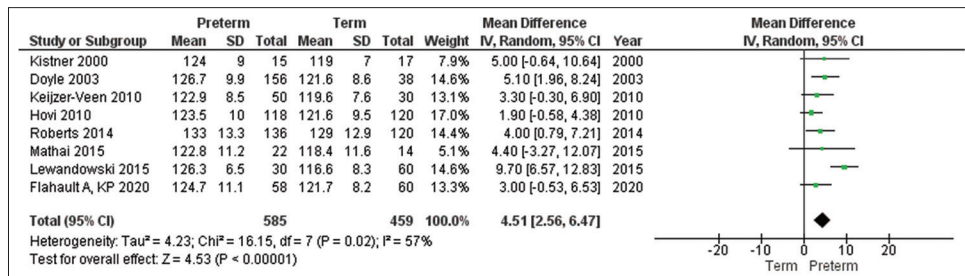 Preterm Term Mean Difference Mean Difference
Study or Subgroup Mean SD Total Mean SD Total Weight IV, Random, 95% CI Year IV, Random, 95% CI
Kistner 2000 124 9 15 119 7 17 7.9% 5.00 [-0.64, 10.64] 2000
Doyle 2003 126.7 9.9 156 121.6 8.6 38 14.6% 5.10 [1.96, 8.24] 2003
Keijzer-Veen 2010 122.9 8.5 50 119.6 7.6 30 13.1% 3.30 [-0.30, 6.90] 2010
Hovi 2010 123.5 10 118 121.6 9.5 120 17.0% 1.90 [-0.58, 4.38] 2010
Roberts 2014 133 13.3 136 129 12.9 120 14.4% 4.00 [0.79, 7.21] 2014
Mathai 2015 122.8 11.2 22 118.4 11.6 14 5.1% 4.40 [-3.27, 12.07] 2015
Lewandowski 2015 126.3 6.5 30 116.6 8.3 60 14.6% 9.70 [6.57, 12.83] 2015
Flahault A, KP 2020 124.7 11.1 58 121.7 8.2 60 13.3% 3.00 [-0.53, 6.53] 2020
Total (95% CI) 585 459 100.0% 4.51 [2.56, 6.47]
Heterogeneity: Tau² = 4.23; Chi² = 16.15, df = 7 (P = 0.02); I² = 57%
Test for overall effect: Z = 4.53 (P < 0.00001)
-20 -10 0 10 20
Term Preterm